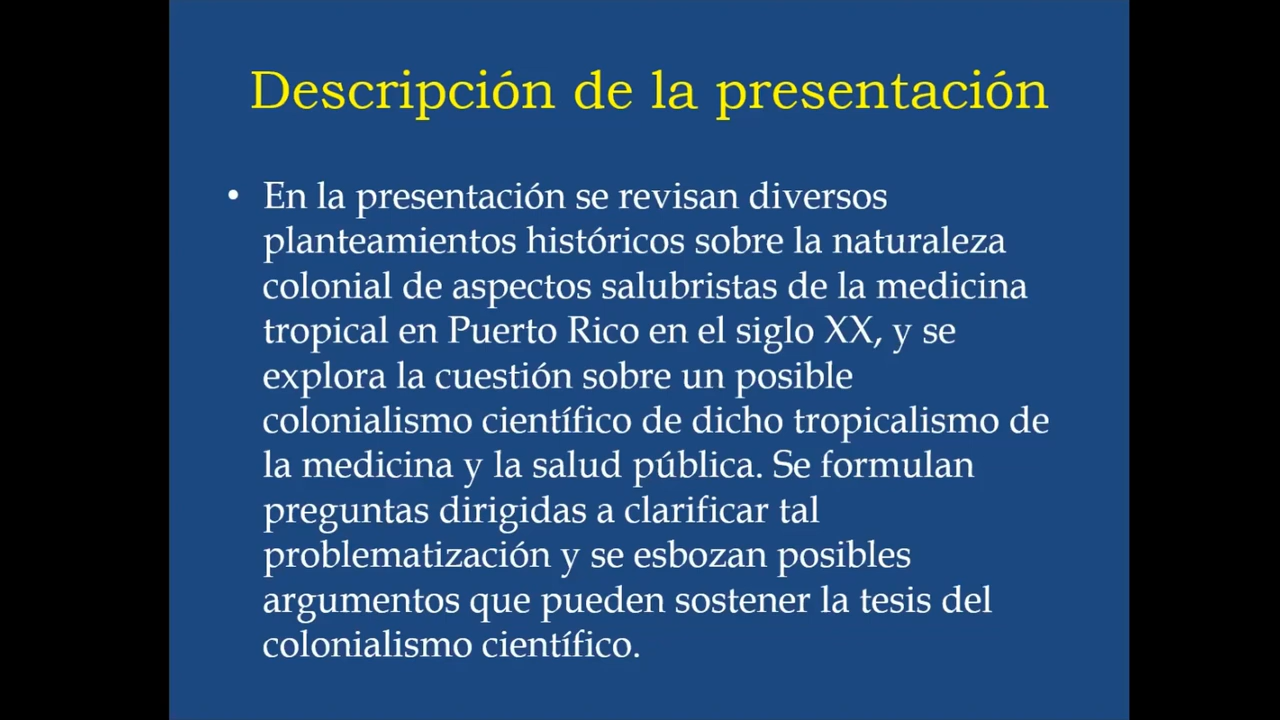 Descripción de la presentación
• En la presentación se revisan diversos
planteamientos históricos sobre la naturaleza
colonial de aspectos salubristas de la medicina
tropical en Puerto Rico en el siglo XX, y se
explora la cuestión sobre un posible
colonialismo científico de dicho tropicalismo de
la medicina y la salud pública. Se formulan
preguntas dirigidas a clarificar tal
problematización y se esbozan posibles
argumentos que pueden sostener la tesis del
colonialismo científico.